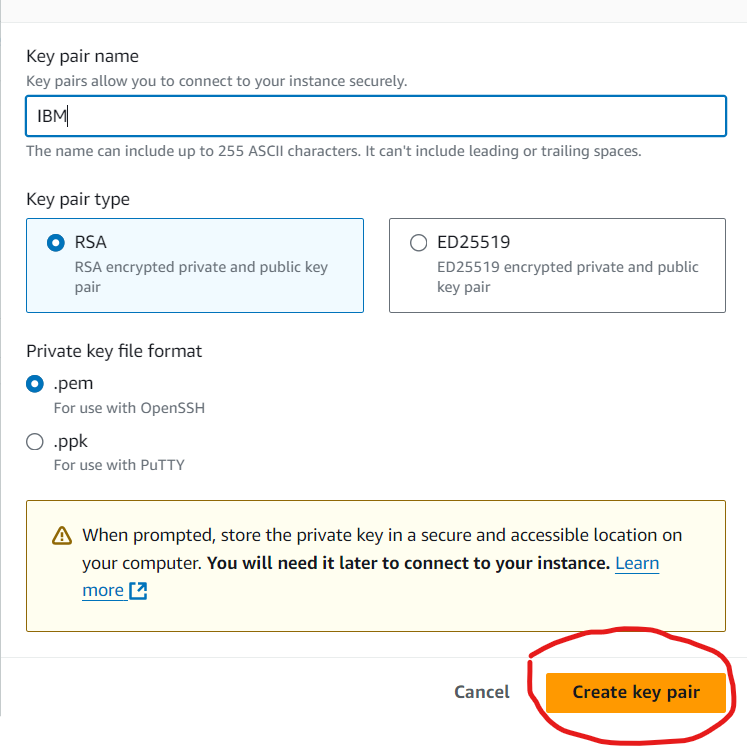 Key pair name
Key pairs allow you to connect to your instance securely.
IBM
The name can include up to 255 ASCII characters. It can't include leading or trailing spaces.
Key pair type
RSA
RSA encrypted private and public key
pair
ED25519
ED25519 encrypted private and public
key pair
Private key file format
.pem
For use with OpenSSH
.ppk
For use with PuTTY
When prompted, store the private key in a secure and accessible location on
your computer. You will need it later to connect to your instance. Learn
more
Cancel
Create key pair